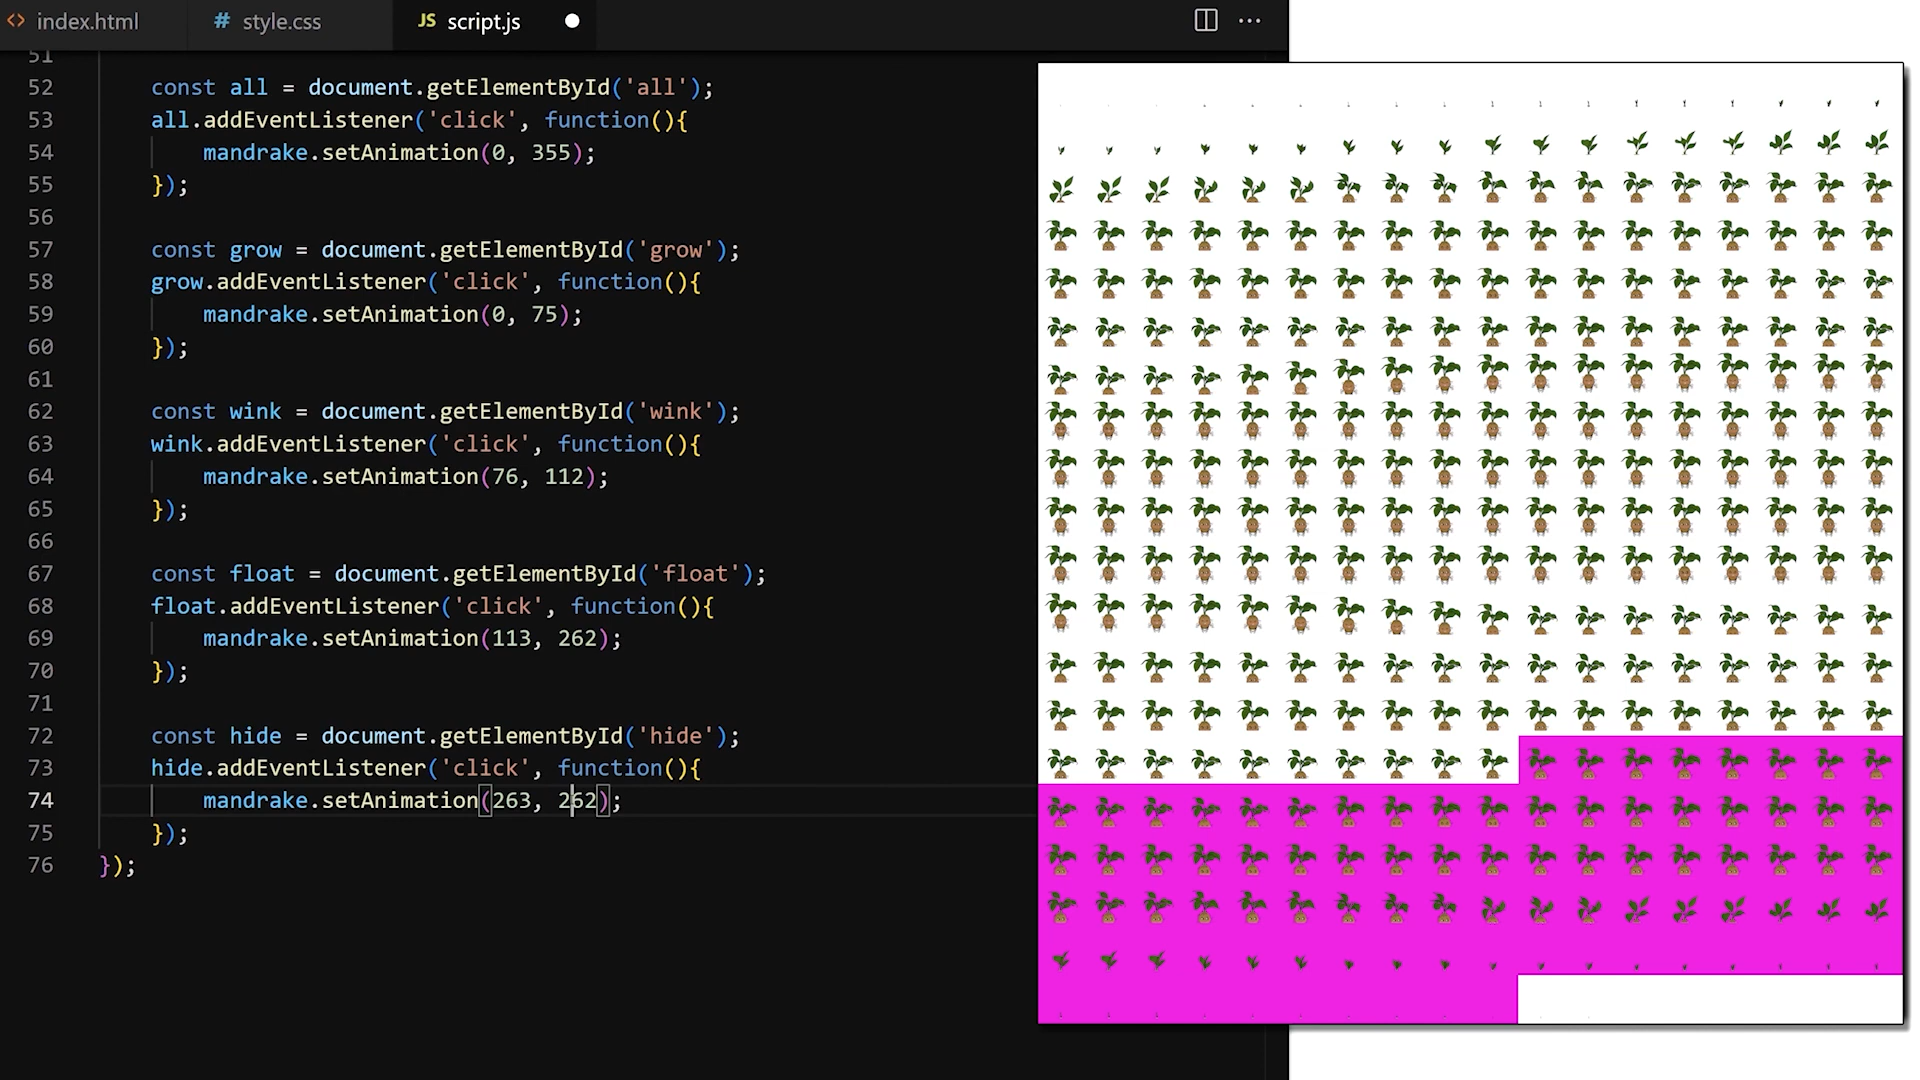 index.html
# style.css
JS script.js
51
52 const all = document.getElementById('all');
53 all.addEventListener('click', function(){
54 mandrake.setAnimation(0, 355);
55 });
56
57 const grow = document.getElementById('grow');
58 grow.addEventListener('click', function(){
59 mandrake.setAnimation(0, 75);
60 });
61
62 const wink = document.getElementById('wink');
63 wink.addEventListener('click', function(){
64 mandrake.setAnimation(76, 112);
65 });
66
67 const float = document.getElementById('float');
68 float.addEventListener('click', function(){
69 mandrake.setAnimation(113, 262);
70 });
71
72 const hide = document.getElementById('hide');
73 hide.addEventListener('click', function(){
74 mandrake.setAnimation(263, 262);
75 });
76 });